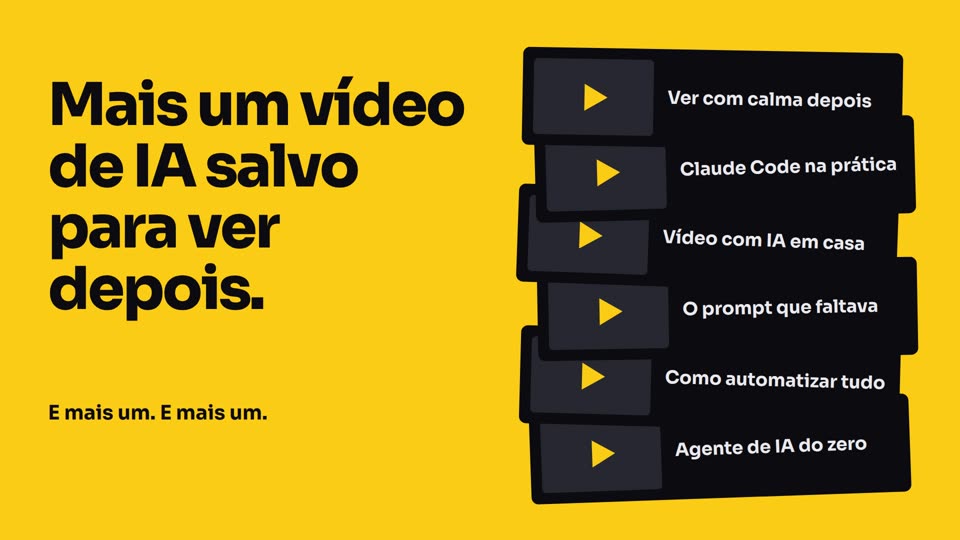 Mais um vídeo
de IA salvo
para ver
depois.
E mais um. E mais um.
Ver com calma depois
Claude Code na prática
Vídeo com IA em casa
O prompt que faltava
Como automatizar tudo
Agente de IA do zero